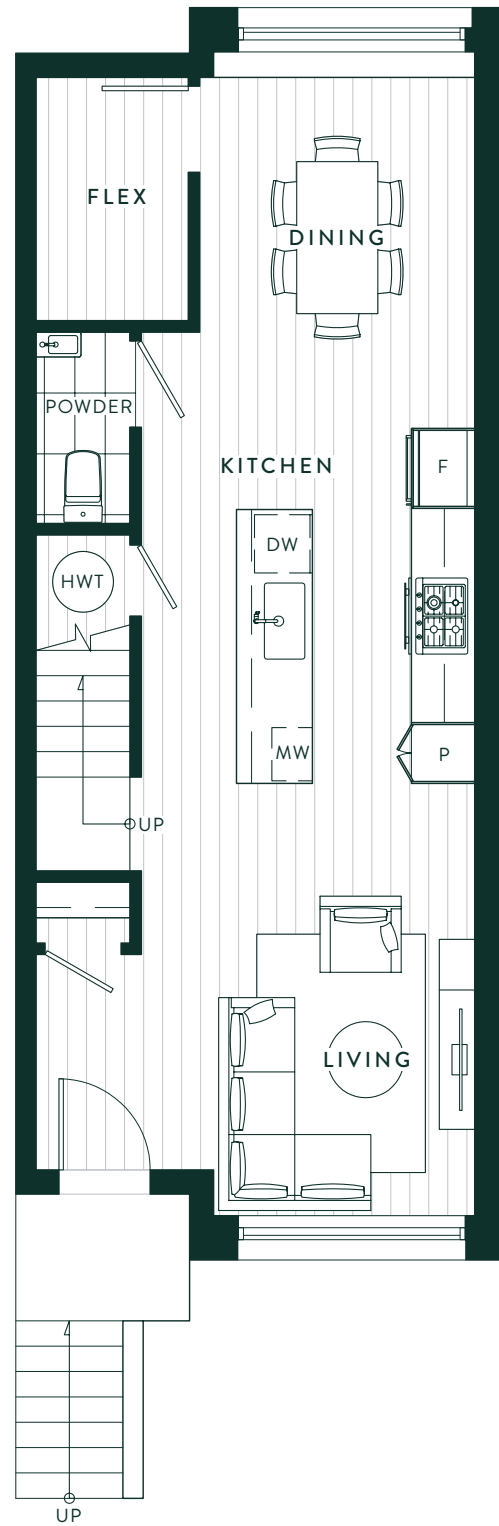 FLEX
DINING
POWDER
KITCHEN
F
DW
HWT
MW
P
UP
LIVING
UP